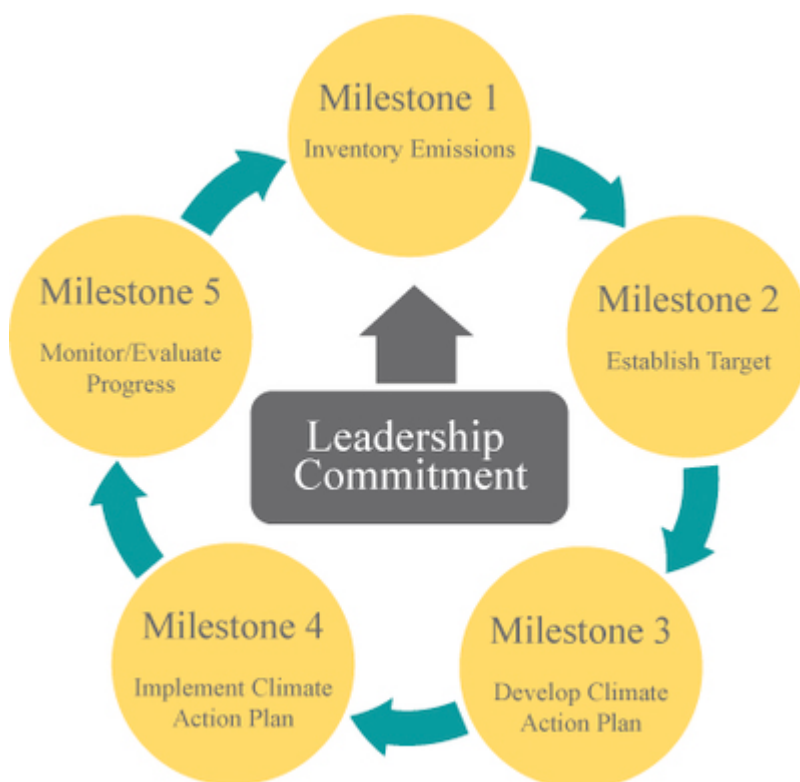 Milestone 1
Inventory Emissions
Milestone 2
Establish Target
Milestone 3
Develop Climate
Action Plan
Milestone 4
Implement Climate
Action Plan
Milestone 5
Monitor/Evaluate
Progress
Leadership
Commitment